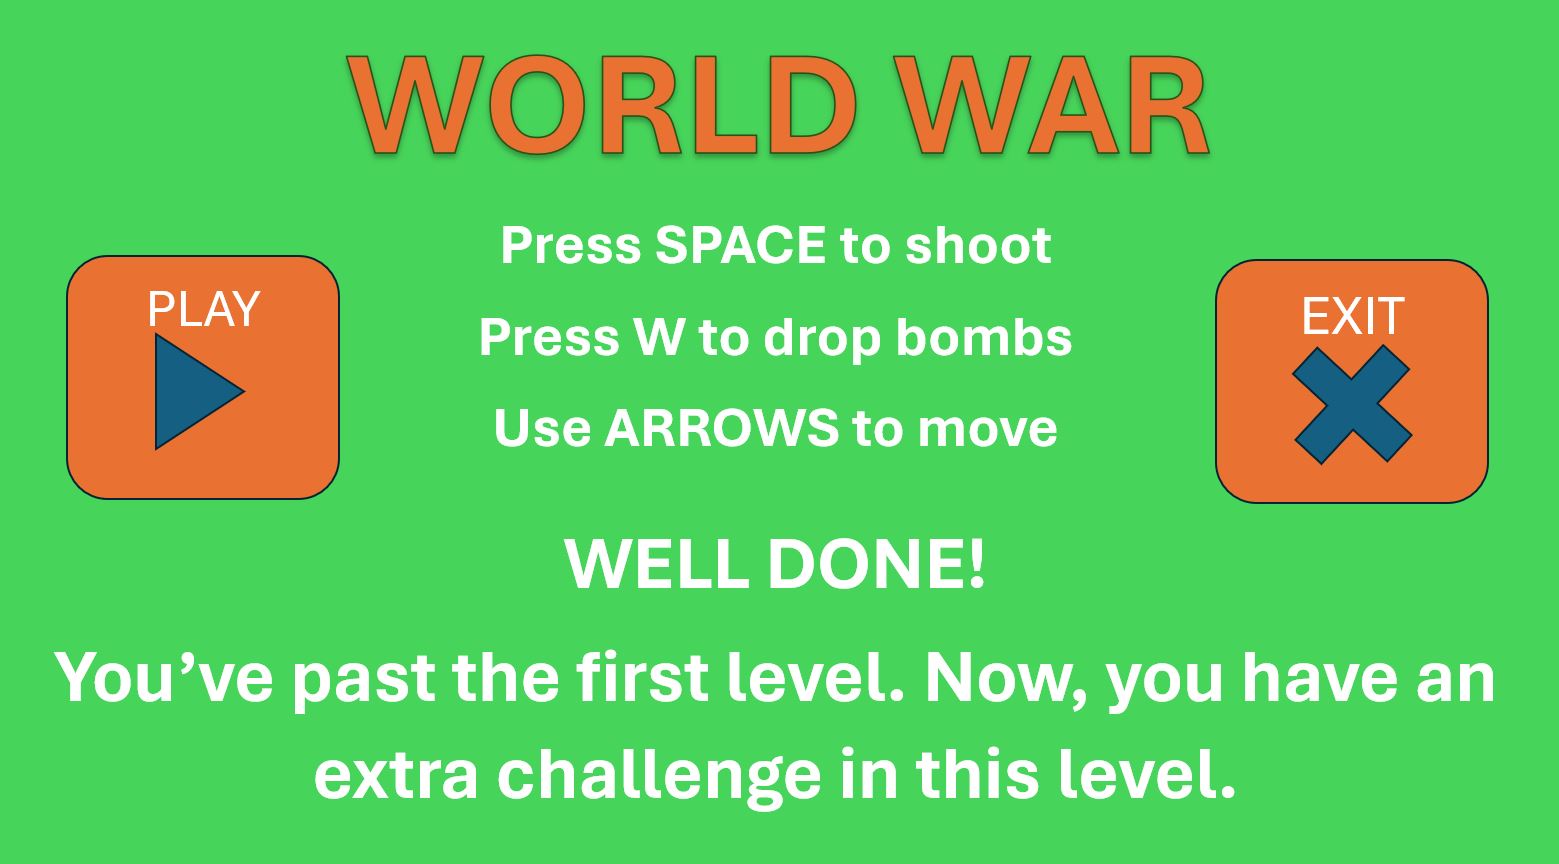 WORLD WAR
Press SPACE to shoot
PLAY
EXIT
Press W to drop bombs
Use ARROWS to move
WELL DONE!
You’ve past the first level. Now, you have an
extra challenge in this level.